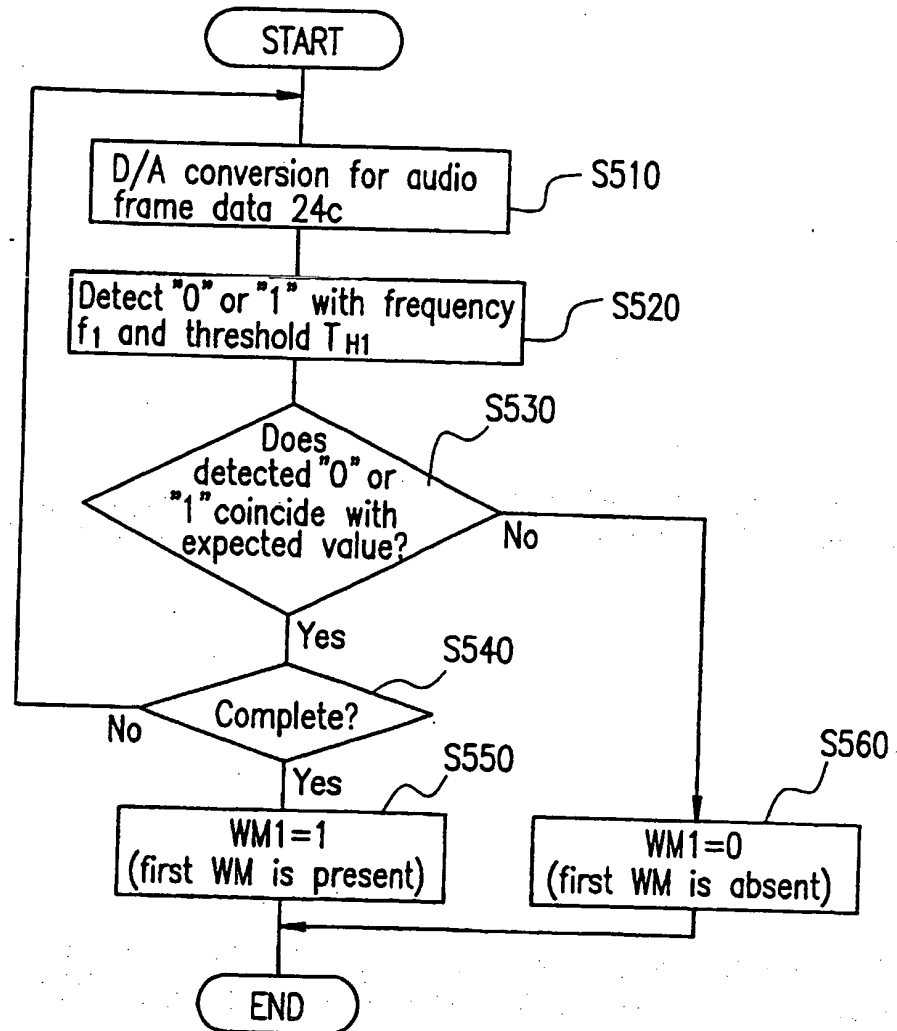 START
D/A conversion for audio
frame data 24c
S510
Detect "0" or "1" with frequency
f1 and threshold TH1
S520
S530
Does
detected "0" or
"1" coincide with
expected value?
No
Yes
S540
Complete?
No
Yes
S550
WM1=1
(first WM is present)
S560
WM1=0
(first WM is absent)
END